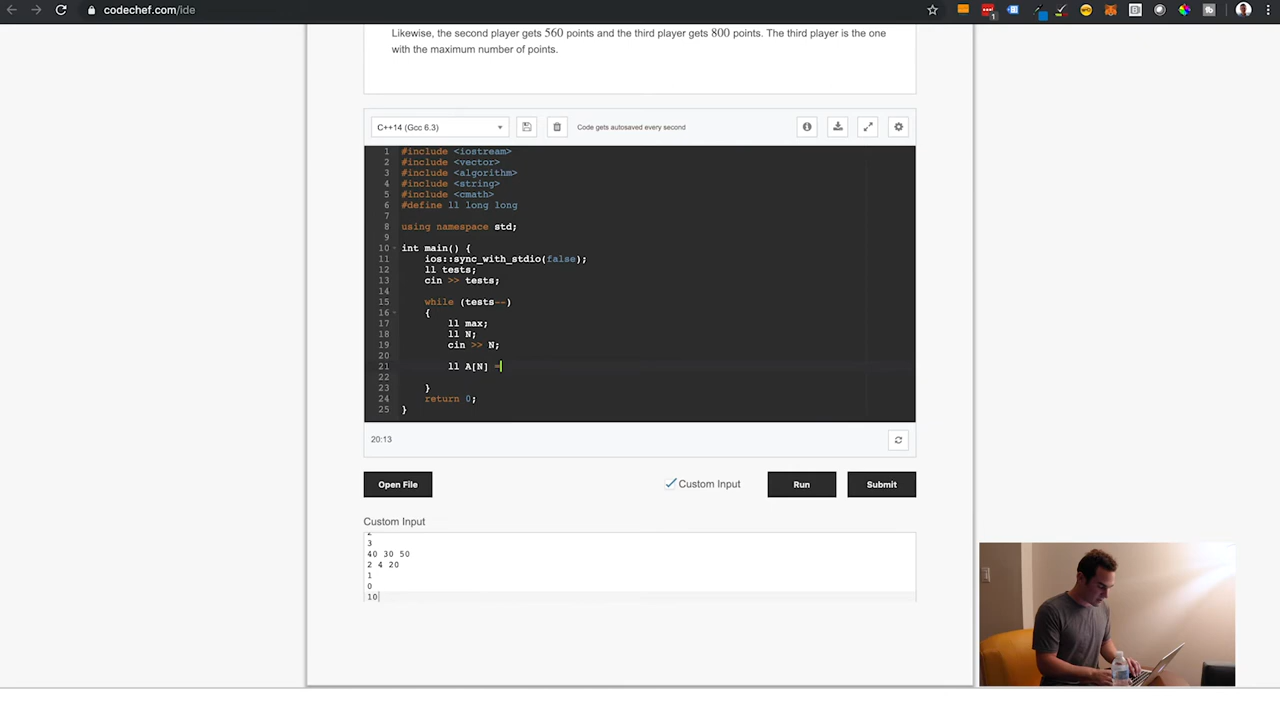 codechef.com/ide
1
Likewise, the second player gets 560 points and the third player gets 800 points. The third player is the one
with the maximum number of points.
C++14 (Gcc 6.3)
Code gets autosaved every second
1 #include <iostream>
2 #include <vector>
3 #include <algorithm>
4 #include <string>
5 #include <cmath>
6 #define ll long long
7
8 using namespace std;
9
10 int main() {
11 ios::sync_with_stdio(false);
12 ll tests;
13 cin >> tests;
14
15 while (tests--)
16 {
17 ll max;
18 ll N;
19 cin >> N;
20
21 ll A[N] =
22
23 }
24 return 0;
25 }
20:13
Open File
Custom Input
Run
Submit
Custom Input
3
40 30 50
2 4 20
1
0
10